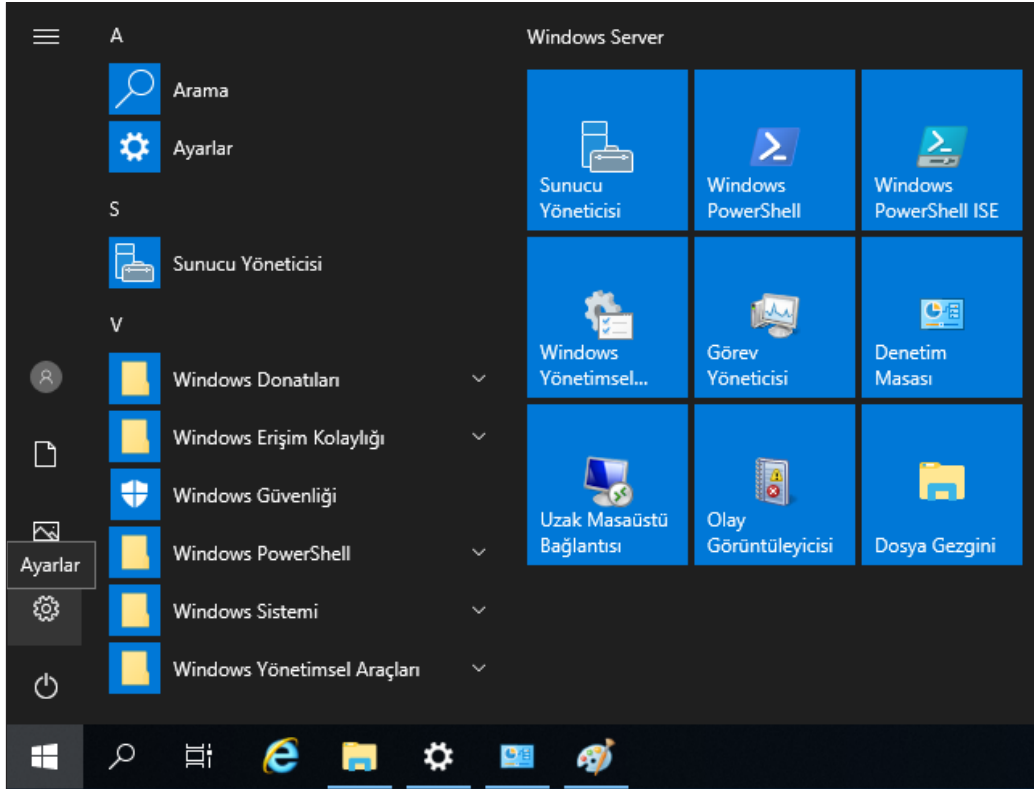 A
Arama
Ayarlar
S
Sunucu Yöneticisi
V
Windows Donatıları
Windows Erişim Kolaylığı
Windows Güvenliği
Windows PowerShell
Windows Sistemi
Windows Yönetimsel Araçları
Ayarlar
Windows Server
Sunucu
Yöneticisi
Windows
PowerShell
Windows
PowerShell ISE
Windows
Yönetimsel...
Görev
Yöneticisi
Denetim
Masası
Uzak Masaüstü
Bağlantısı
Olay
Görüntüleyicisi
Dosya Gezgini